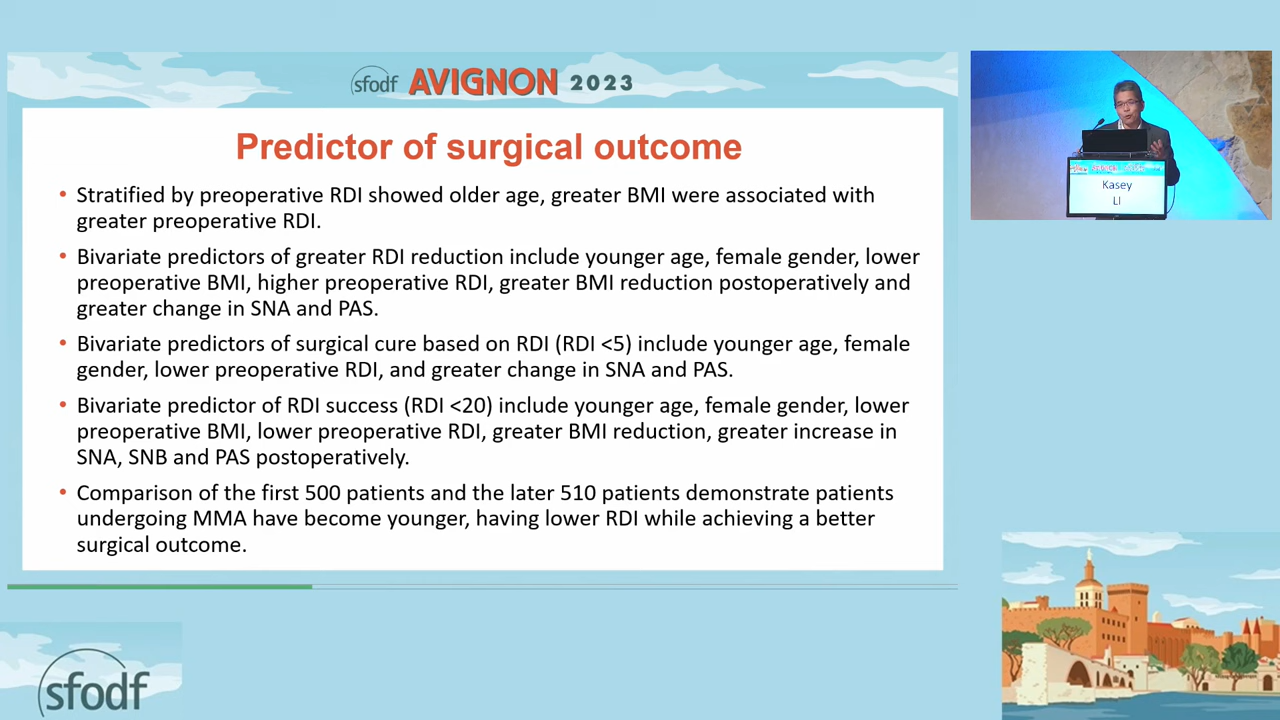 sfodf AVIGNON 2023
Predictor of surgical outcome
• Stratified by preoperative RDI showed older age, greater BMI were associated with
greater preoperative RDI.
• Bivariate predictors of greater RDI reduction include younger age, female gender, lower
preoperative BMI, higher preoperative RDI, greater BMI reduction postoperatively and
greater change in SNA and PAS.
• Bivariate predictors of surgical cure based on RDI (RDI <5) include younger age, female
gender, lower preoperative RDI, and greater change in SNA and PAS.
• Bivariate predictor of RDI success (RDI <20) include younger age, female gender, lower
preoperative BMI, lower preoperative RDI, greater BMI reduction, greater increase in
SNA, SNB and PAS postoperatively.
• Comparison of the first 500 patients and the later 510 patients demonstrate patients
undergoing MMA have become younger, having lower RDI while achieving a better
surgical outcome.
Kasey
LI
sfodf